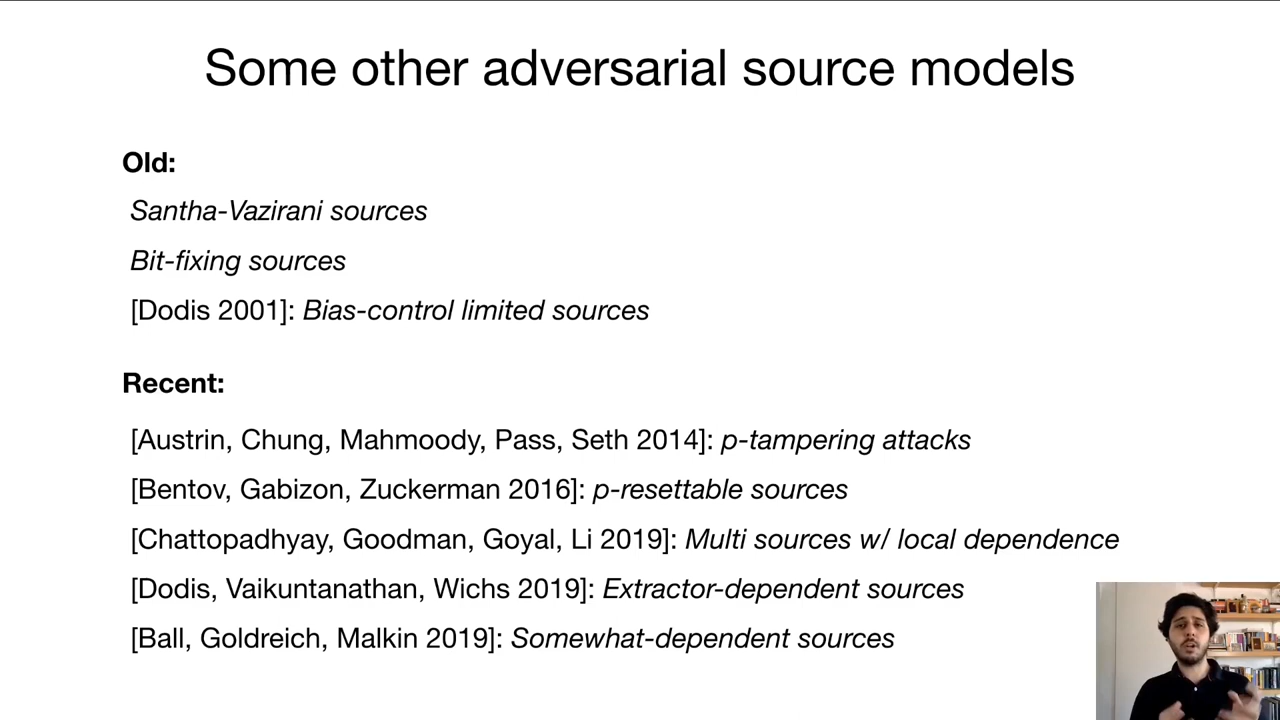 Some other adversarial source models
Old:
Santha-Vazirani sources
Bit-fixing sources
[Dodis 2001]: Bias-control limited sources
Recent:
[Austrin, Chung, Mahmoody, Pass, Seth 2014]: p-tampering attacks
[Bentov, Gabizon, Zuckerman 2016]: p-resettable sources
[Chattopadhyay, Goodman, Goyal, Li 2019]: Multi sources w/ local dependence
[Dodis, Vaikuntanathan, Wichs 2019]: Extractor-dependent sources
[Ball, Goldreich, Malkin 2019]: Somewhat-dependent sources